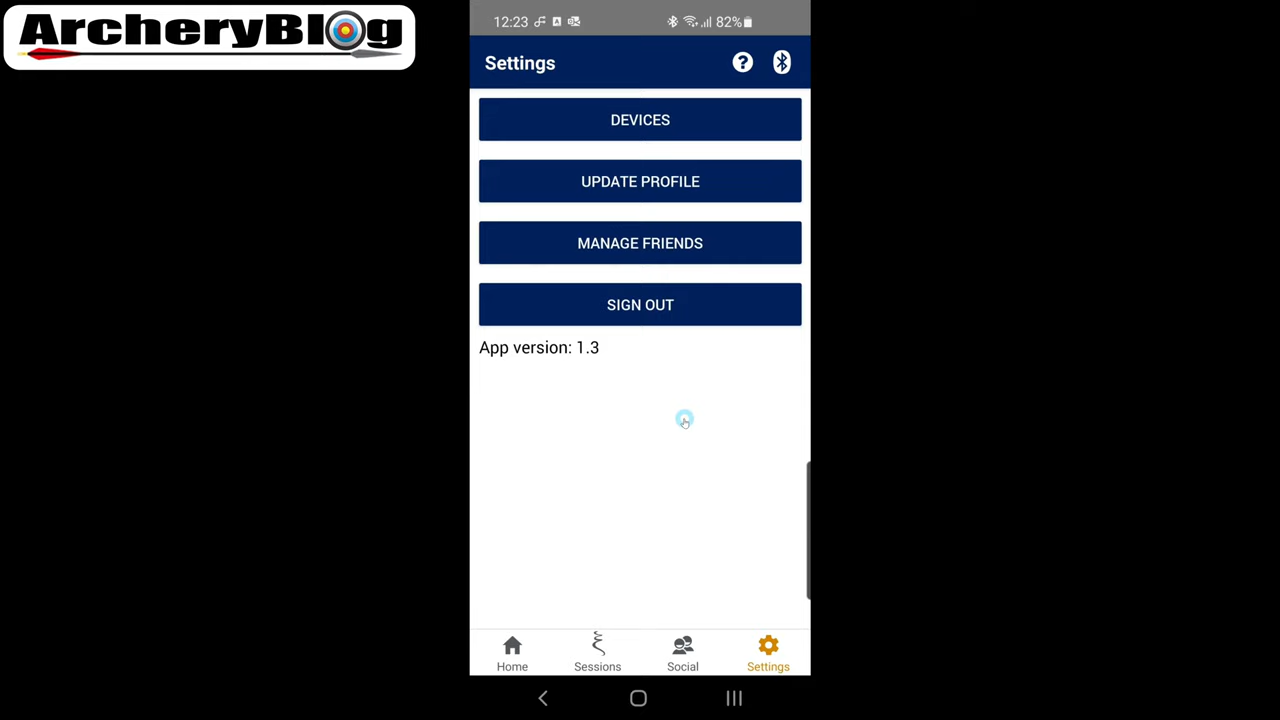 ArcheryBlog
12:23 82%
Settings
DEVICES
UPDATE PROFILE
MANAGE FRIENDS
SIGN OUT
App version: 1.3
Home Sessions Social Settings